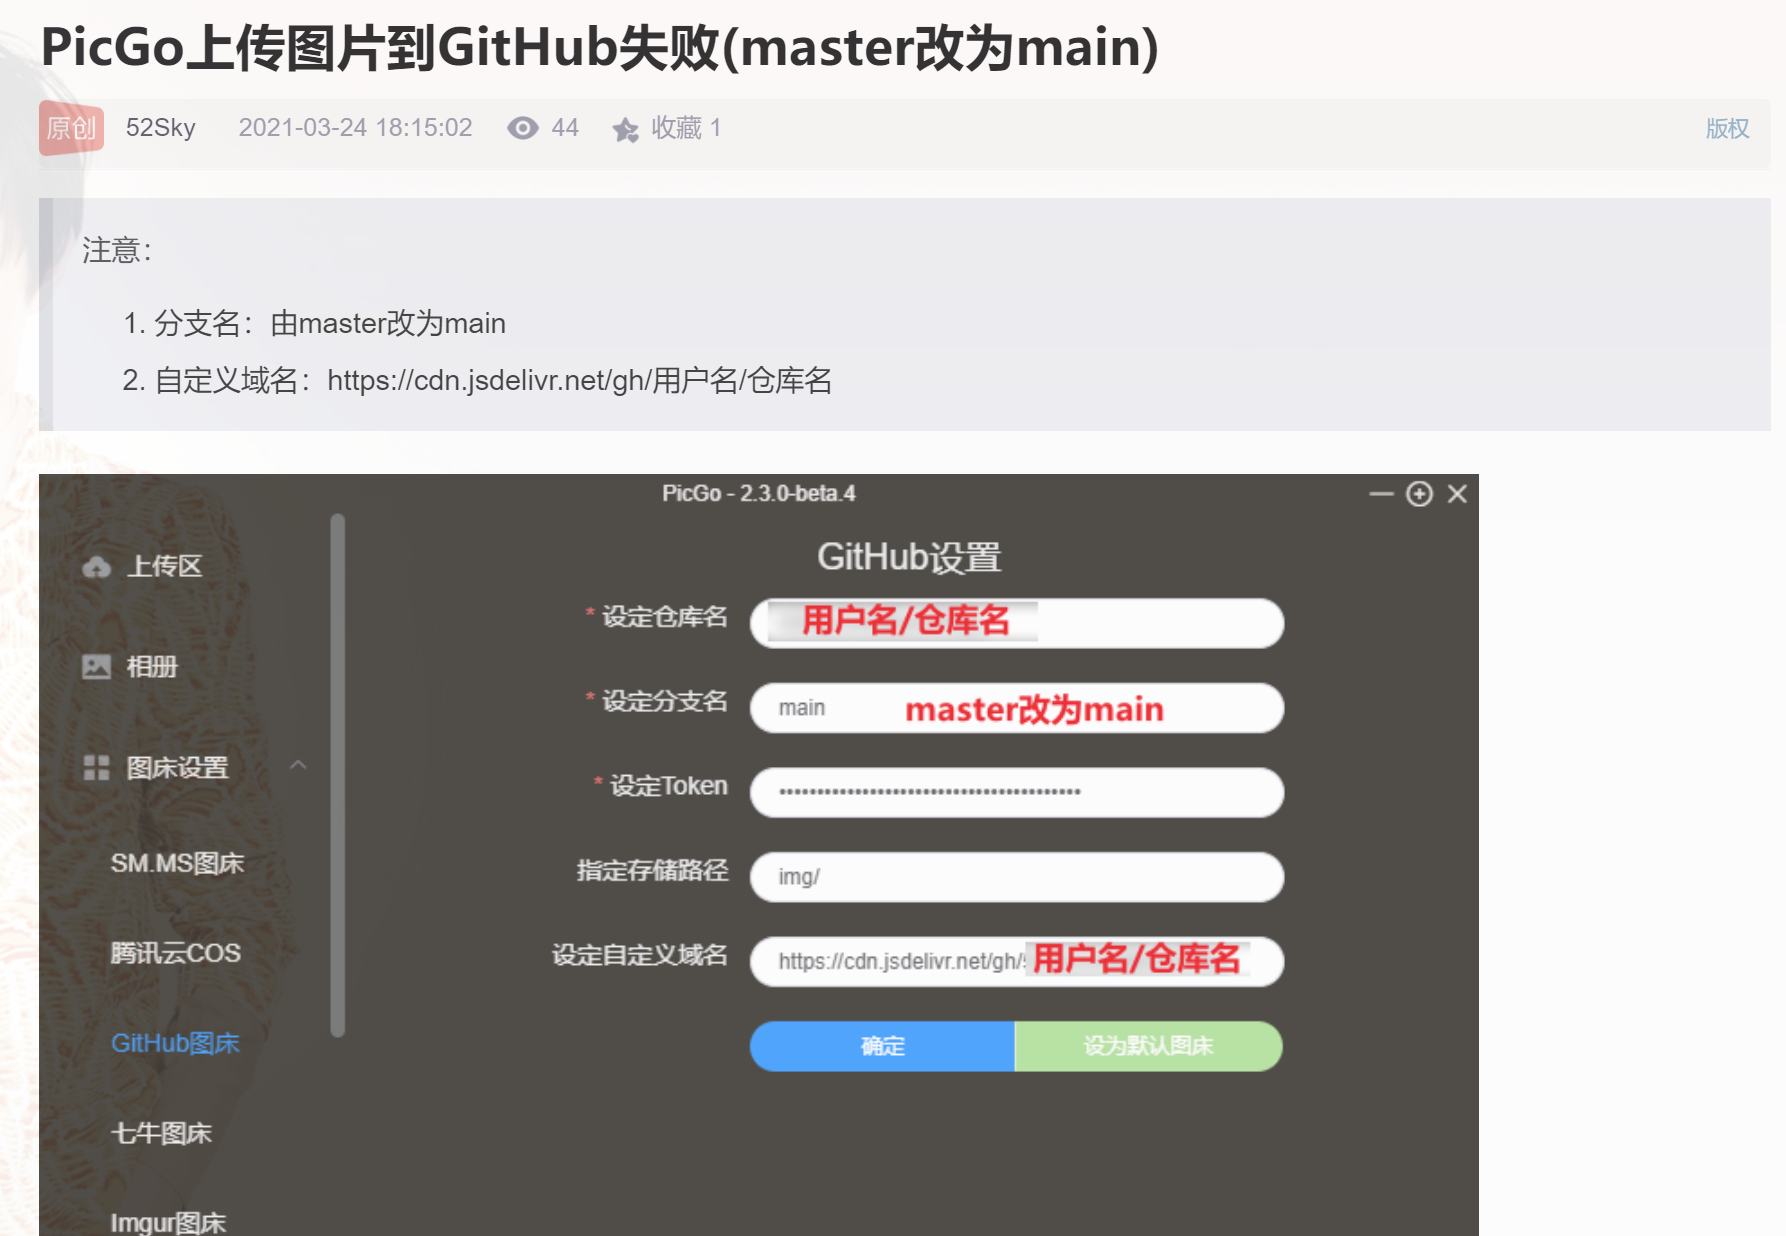 PicGo上传图片到GitHub失败(master改为main)
原创 52Sky 2021-03-24 18:15:02 44 收藏 1 版权
注意：
1. 分支名：由master改为main
2. 自定义域名：https://cdn.jsdelivr.net/gh/用户名/仓库名
PicGo - 2.3.0-beta.4
上传区
相册
图床设置
SM.MS图床
腾讯云COS
GitHub图床
七牛图床
Imgur图床
GitHub设置
* 设定仓库名 用户名/仓库名
* 设定分支名 main master改为main
* 设定Token ••••••••••••••••••••••••••••••••••••••••
指定存储路径 img/
设定自定义域名 https://cdn.jsdelivr.net/gh/ 用户名/仓库名
确定 设为默认图床